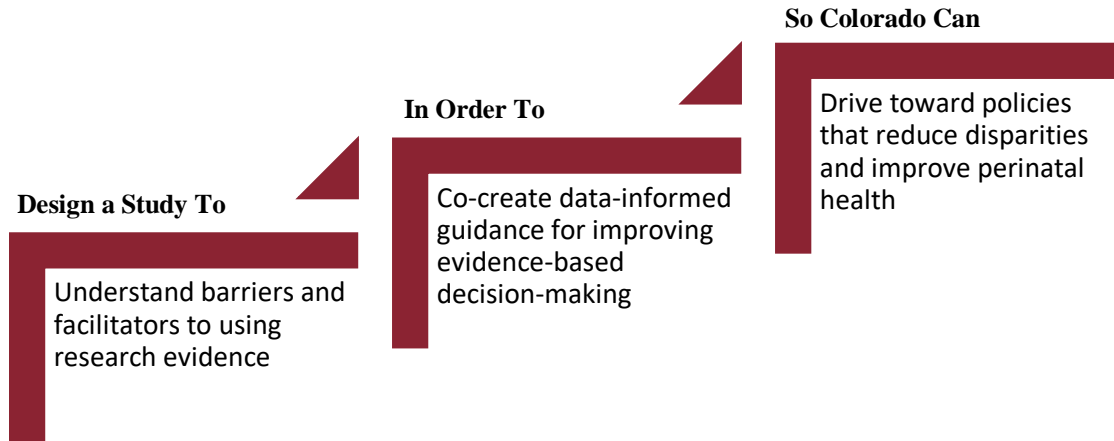 Design a Study To
Understand barriers and
facilitators to using
research evidence
In Order To
Co-create data-informed
guidance for improving
evidence-based
decision-making
So Colorado Can
Drive toward policies
that reduce disparities
and improve perinatal
health